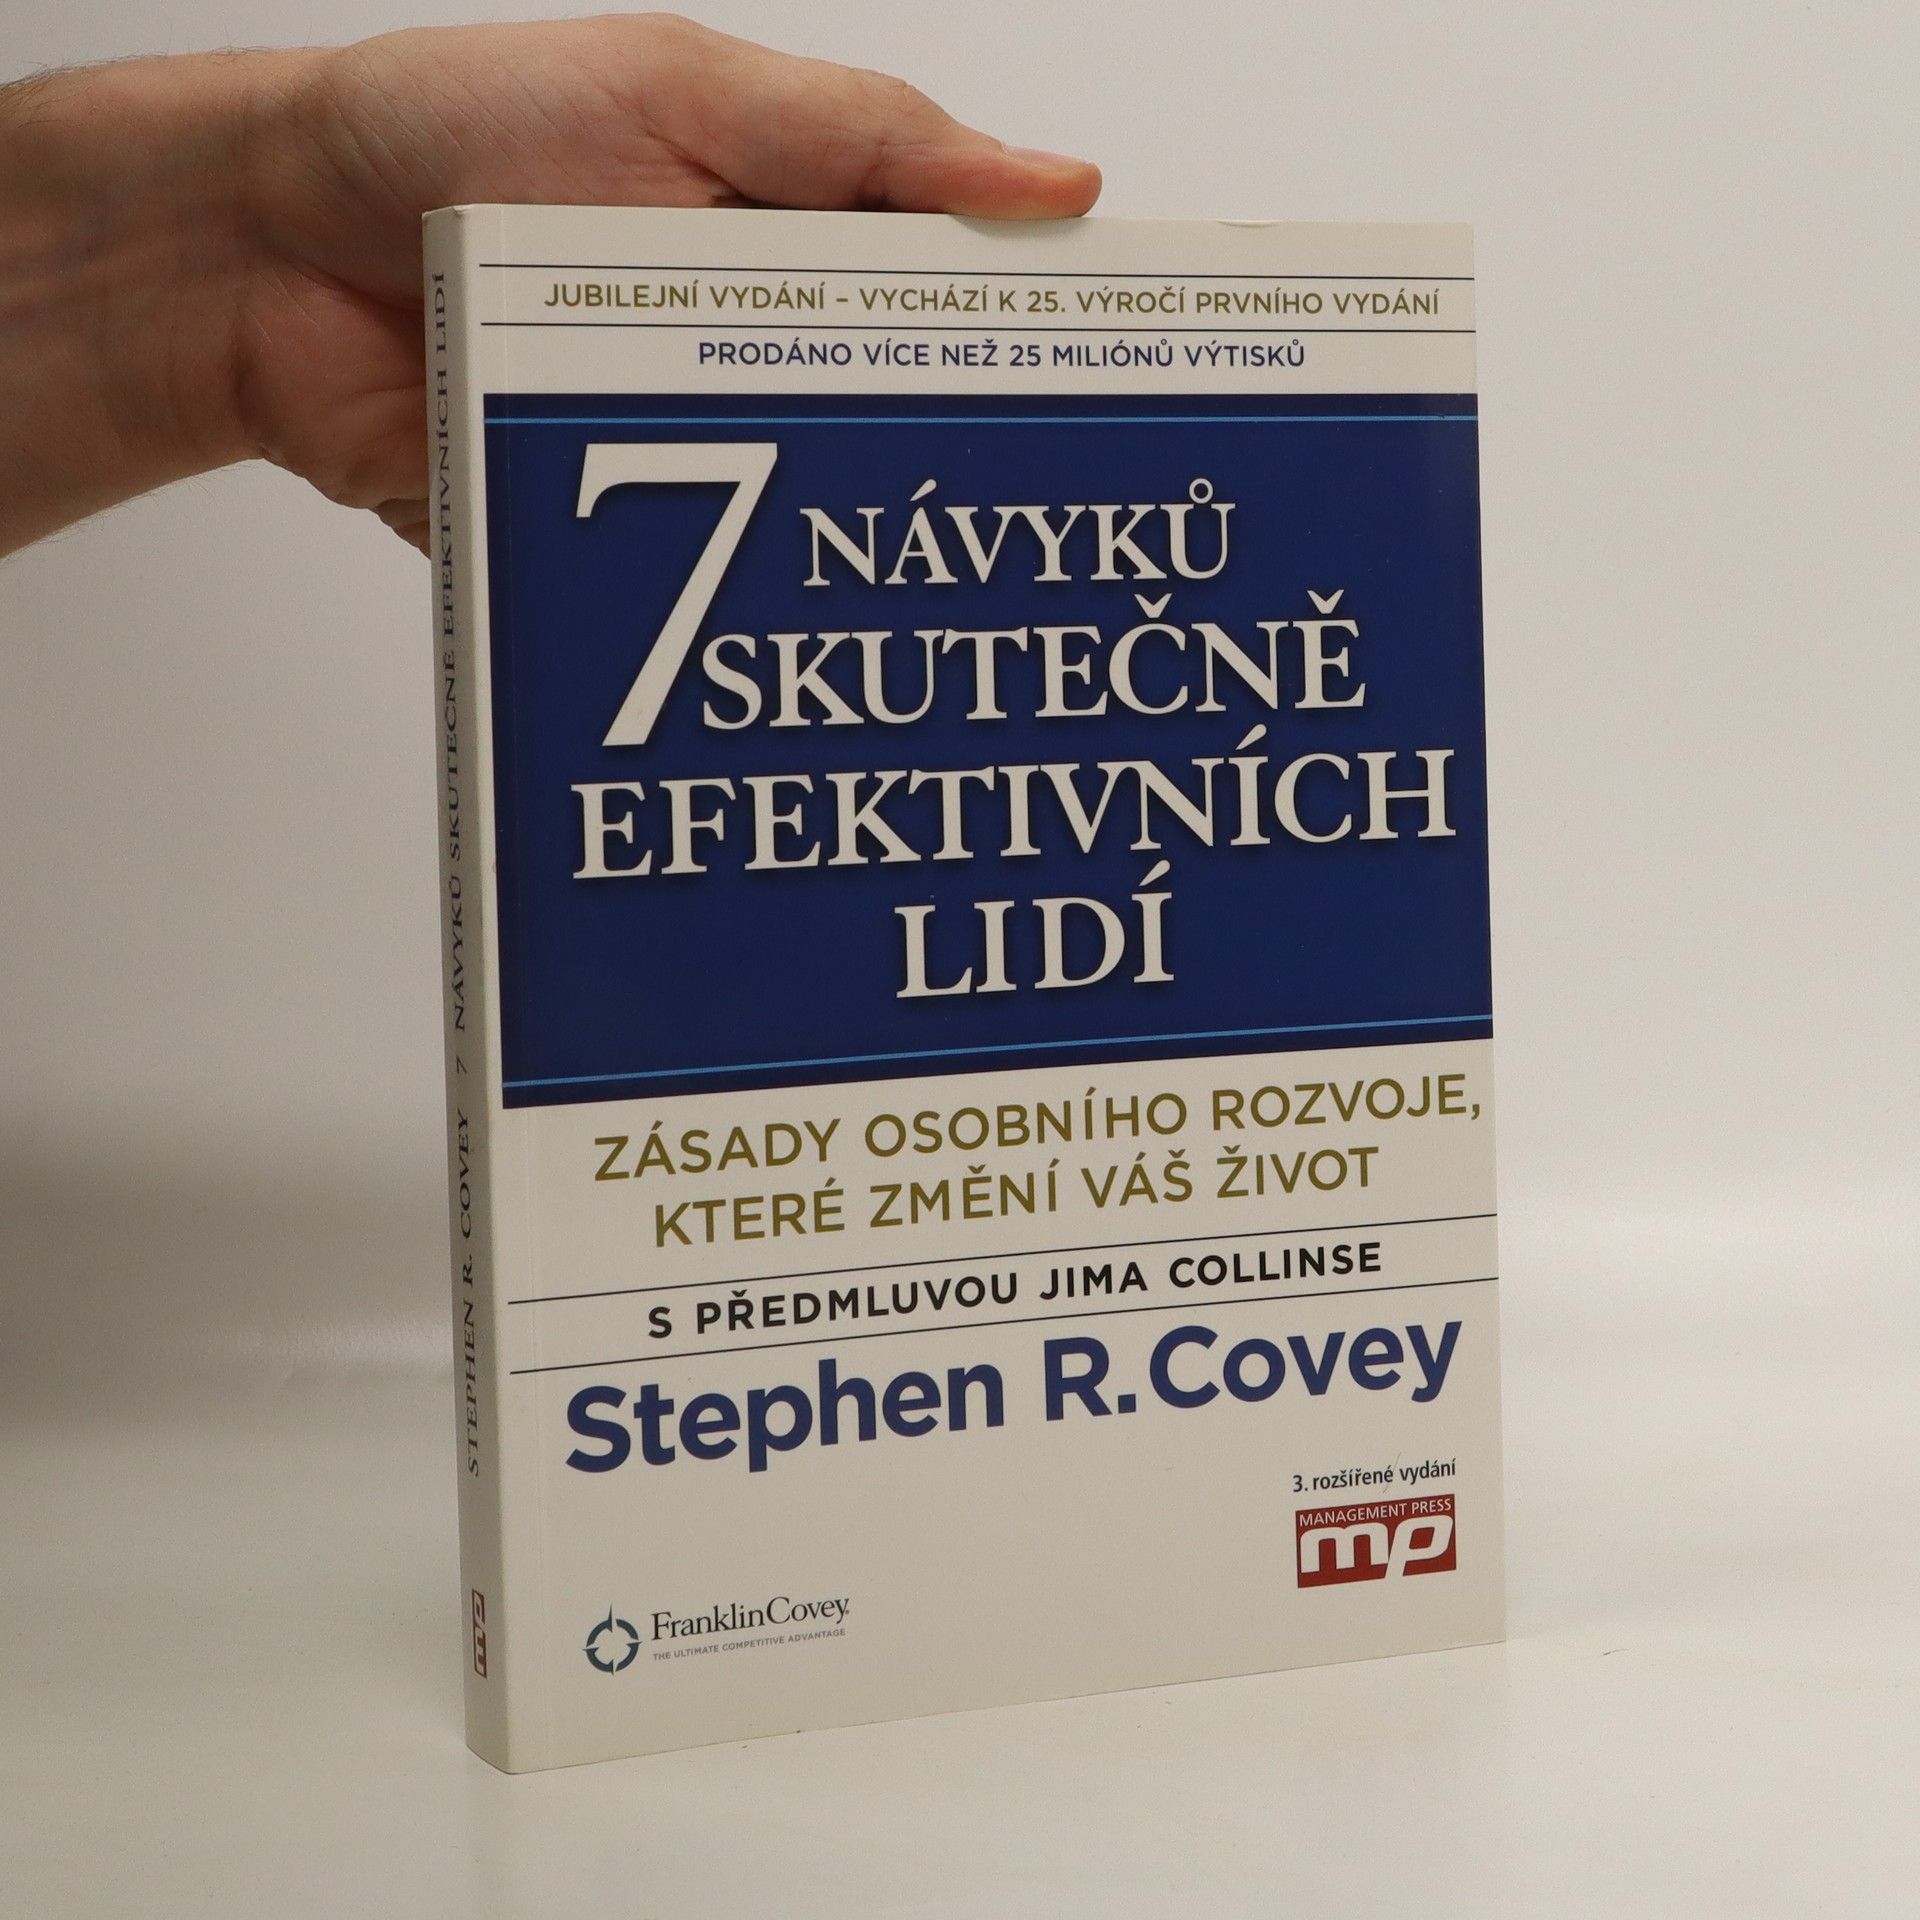 JUBILEJNÍ VYDÁNÍ – VYCHÁZÍ K 25. VÝROČÍ PRVNÍHO VYDÁNÍ
PRODÁNO VÍCE NEŽ 25 MILIÓNŮ VÝTISKŮ
7 NÁVYKŮ
SKUTEČNĚ
EFEKTIVNÍCH
LIDÍ
ZÁSADY OSOBNÍHO ROZVOJE,
KTERÉ ZMĚNÍ VÁŠ ŽIVOT
S PŘEDMLUVOU JIMA COLLINSE
Stephen R. Covey
3. rozšířené vydání
MANAGEMENT PRESS
mp
FranklinCovey
THE ULTIMATE COMPETITIVE ADVANTAGE
STEPHEN R. COVEY 7 NÁVYKŮ SKUTEČNĚ EFEKTIVNÍCH LIDÍ
mp